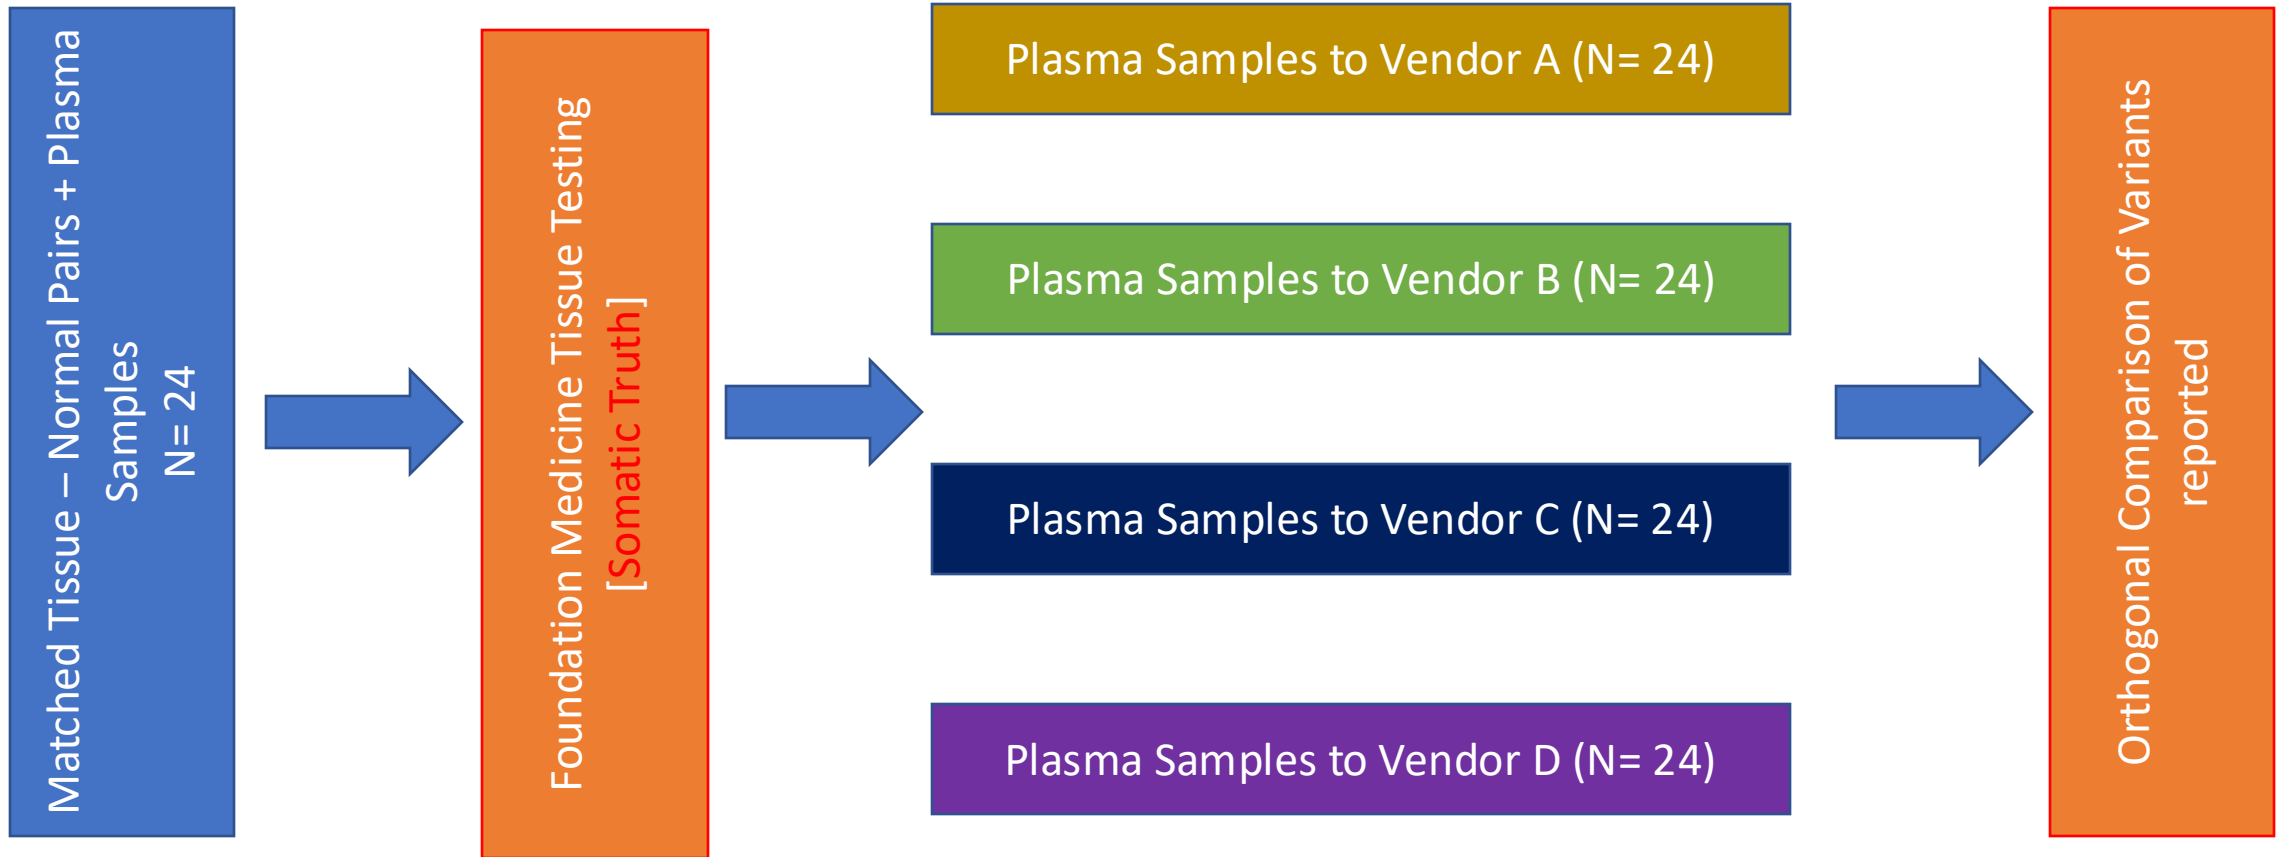 Matched Tissue – Normal Pairs + Plasma
Samples
N= 24
Foundation Medicine Tissue Testing
[Somatic Truth]
Plasma Samples to Vendor A (N= 24)
Plasma Samples to Vendor B (N= 24)
Plasma Samples to Vendor C (N= 24)
Plasma Samples to Vendor D (N= 24)
Orthogonal Comparison of Variants
reported